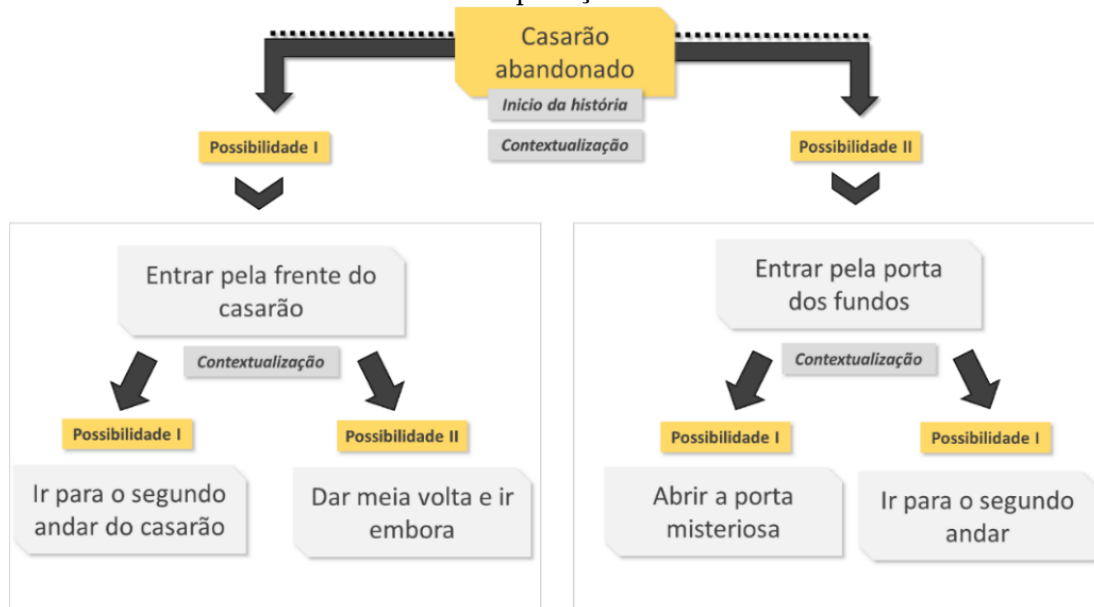 Casarão
abandonado
Inicio da história
Contextualização
Possibilidade I
Possibilidade II
Entrar pela frente do
casarão
Contextualização
Possibilidade I
Possibilidade II
Ir para o segundo
andar do casarão
Dar meia volta e ir
embora
Entrar pela porta
dos fundos
Contextualização
Possibilidade I
Possibilidade I
Abrir a porta
misteriosa
Ir para o segundo
andar